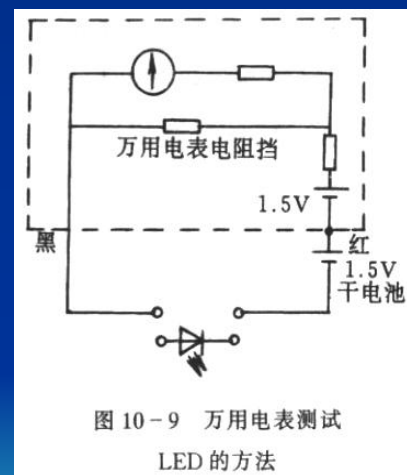 万用电表电阻挡
1.5V
黑
红
1.5V
干电池
图 10-9 万用电表测试
LED 的方法